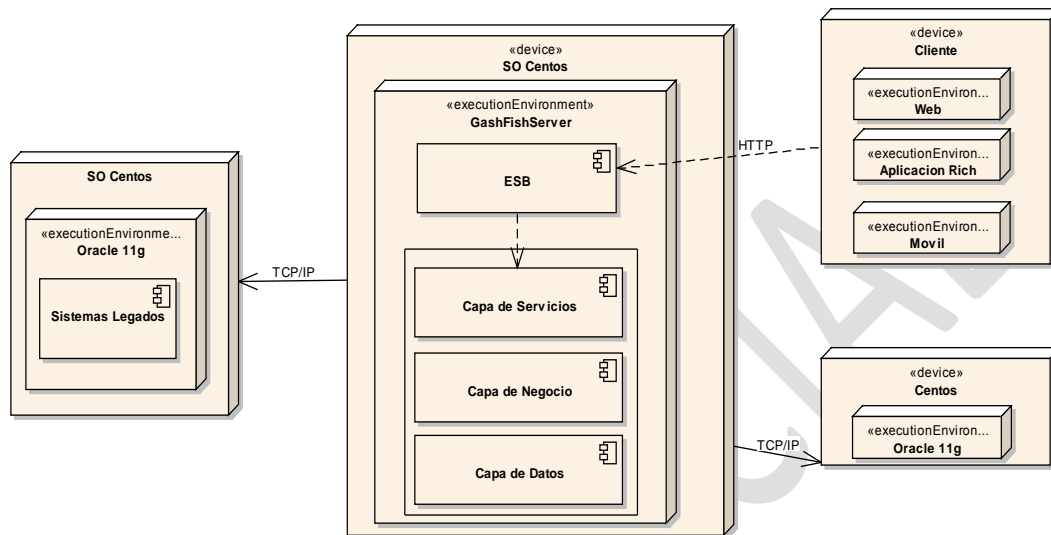 «device»
SO Centos
«executionEnvironment»
GashFishServer
ESB
Capa de Servicios
Capa de Negocio
Capa de Datos
SO Centos
«executionEnvironme...
Oracle 11g
Sistemas Legados
TCP/IP
HTTP
«device»
Cliente
«executionEnviron...
Web
«executionEnviron...
Aplicacion Rich
«executionEnviron...
Movil
TCP/IP
«device»
Centos
«executionEnviron...
Oracle 11g